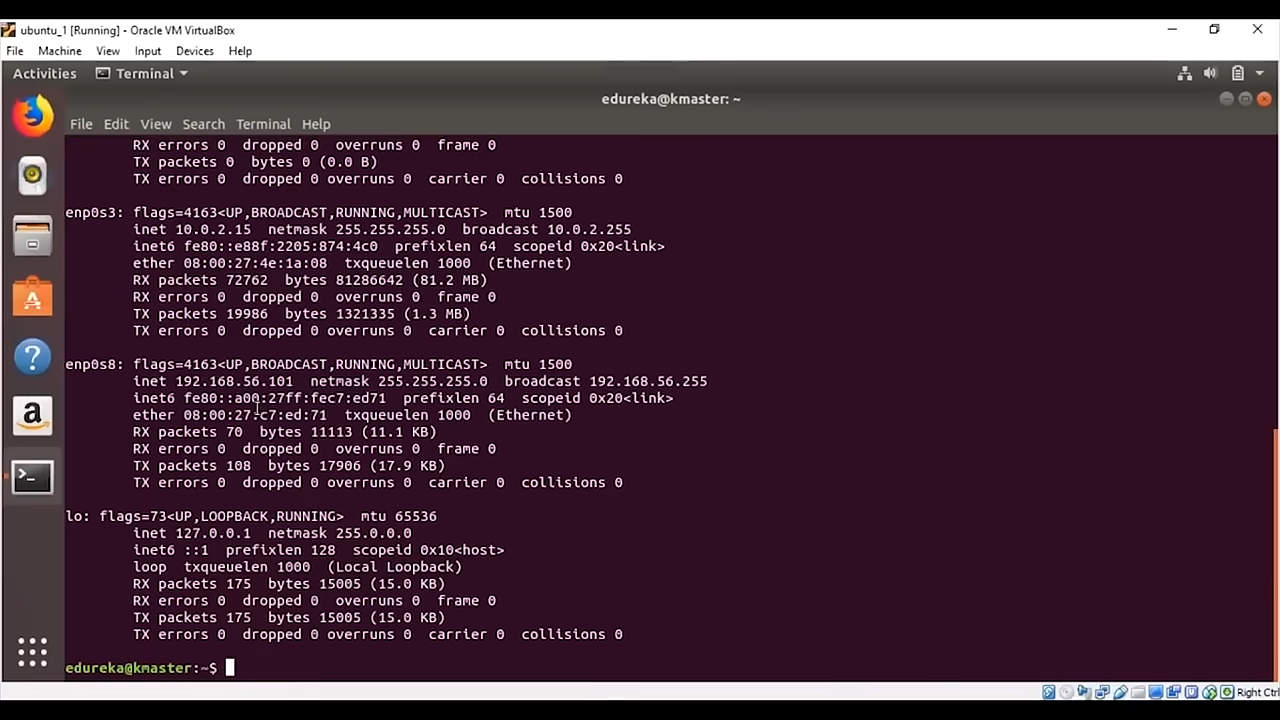 ubuntu_1 [Running] - Oracle VM VirtualBox
File Machine View Input Devices Help
Activities Terminal
edureka@kmaster: ~
File Edit View Search Terminal Help
RX errors 0 dropped 0 overruns 0 frame 0
TX packets 0 bytes 0 (0.0 B)
TX errors 0 dropped 0 overruns 0 carrier 0 collisions 0
enp0s3: flags=4163<UP,BROADCAST,RUNNING,MULTICAST> mtu 1500
inet 10.0.2.15 netmask 255.255.255.0 broadcast 10.0.2.255
inet6 fe80::e88f:2205:874:4c0 prefixlen 64 scopeid 0x20<link>
ether 08:00:27:4e:1a:08 txqueuelen 1000 (Ethernet)
RX packets 72762 bytes 81286642 (81.2 MB)
RX errors 0 dropped 0 overruns 0 frame 0
TX packets 19986 bytes 1321335 (1.3 MB)
TX errors 0 dropped 0 overruns 0 carrier 0 collisions 0
enp0s8: flags=4163<UP,BROADCAST,RUNNING,MULTICAST> mtu 1500
inet 192.168.56.101 netmask 255.255.255.0 broadcast 192.168.56.255
inet6 fe80::a00:27ff:fec7:ed71 prefixlen 64 scopeid 0x20<link>
ether 08:00:27:c7:ed:71 txqueuelen 1000 (Ethernet)
RX packets 70 bytes 11113 (11.1 KB)
RX errors 0 dropped 0 overruns 0 frame 0
TX packets 108 bytes 17906 (17.9 KB)
TX errors 0 dropped 0 overruns 0 carrier 0 collisions 0
lo: flags=73<UP,LOOPBACK,RUNNING> mtu 65536
inet 127.0.0.1 netmask 255.0.0.0
inet6 ::1 prefixlen 128 scopeid 0x10<host>
loop txqueuelen 1000 (Local Loopback)
RX packets 175 bytes 15005 (15.0 KB)
RX errors 0 dropped 0 overruns 0 frame 0
TX packets 175 bytes 15005 (15.0 KB)
TX errors 0 dropped 0 overruns 0 carrier 0 collisions 0
edureka@kmaster:~$
Right Ctrl